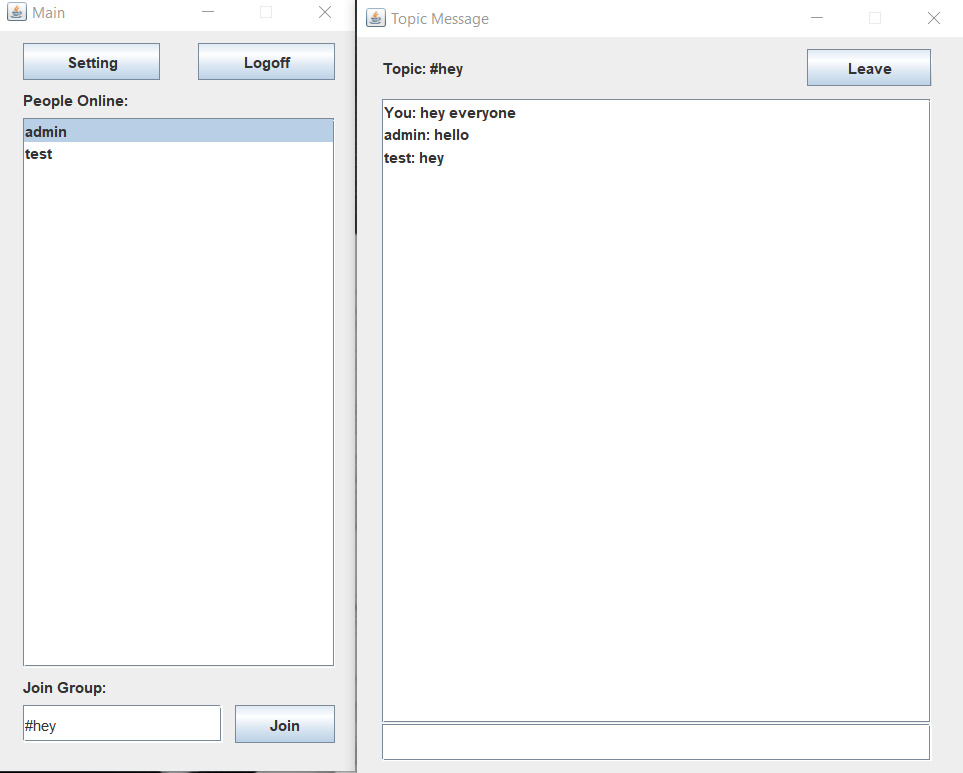 Main
Setting
Logoff
People Online:
admin
test
Join Group:
#hey
Join
Topic Message
Topic: #hey
Leave
You: hey everyone
admin: hello
test: hey